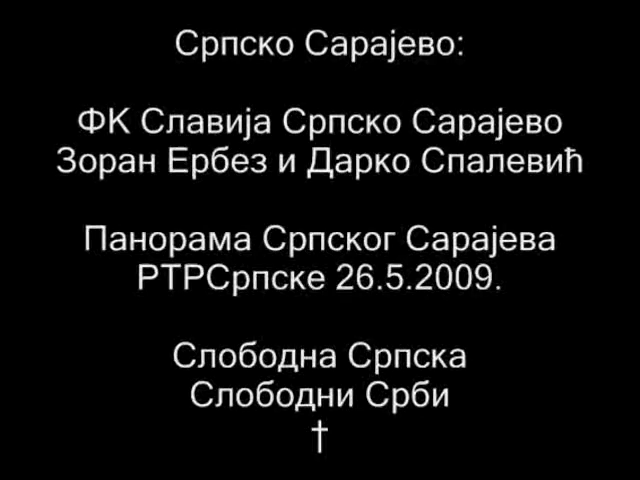 Српско Сарајево:
ФК Славија Српско Сарајево
Зоран Ербез и Дарко Спалевић
Панорама Српског Сарајева
РТРСрпске 26.5.2009.
Слободна Српска
Слободни Срби
†